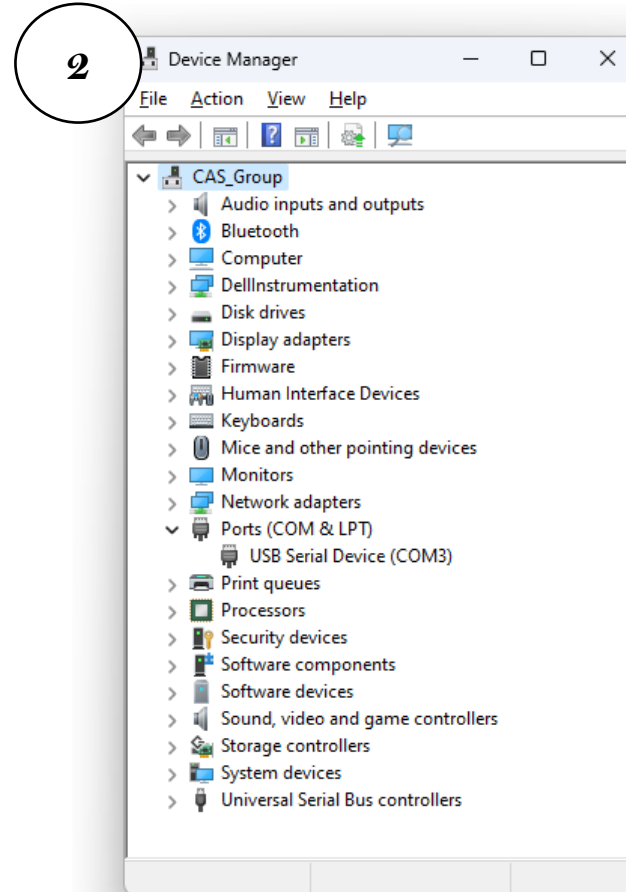 2
Device Manager
File Action View Help
CAS_Group
Audio inputs and outputs
Bluetooth
Computer
DellInstrumentation
Disk drives
Display adapters
Firmware
Human Interface Devices
Keyboards
Mice and other pointing devices
Monitors
Network adapters
Ports (COM & LPT)
USB Serial Device (COM3)
Print queues
Processors
Security devices
Software components
Software devices
Sound, video and game controllers
Storage controllers
System devices
Universal Serial Bus controllers